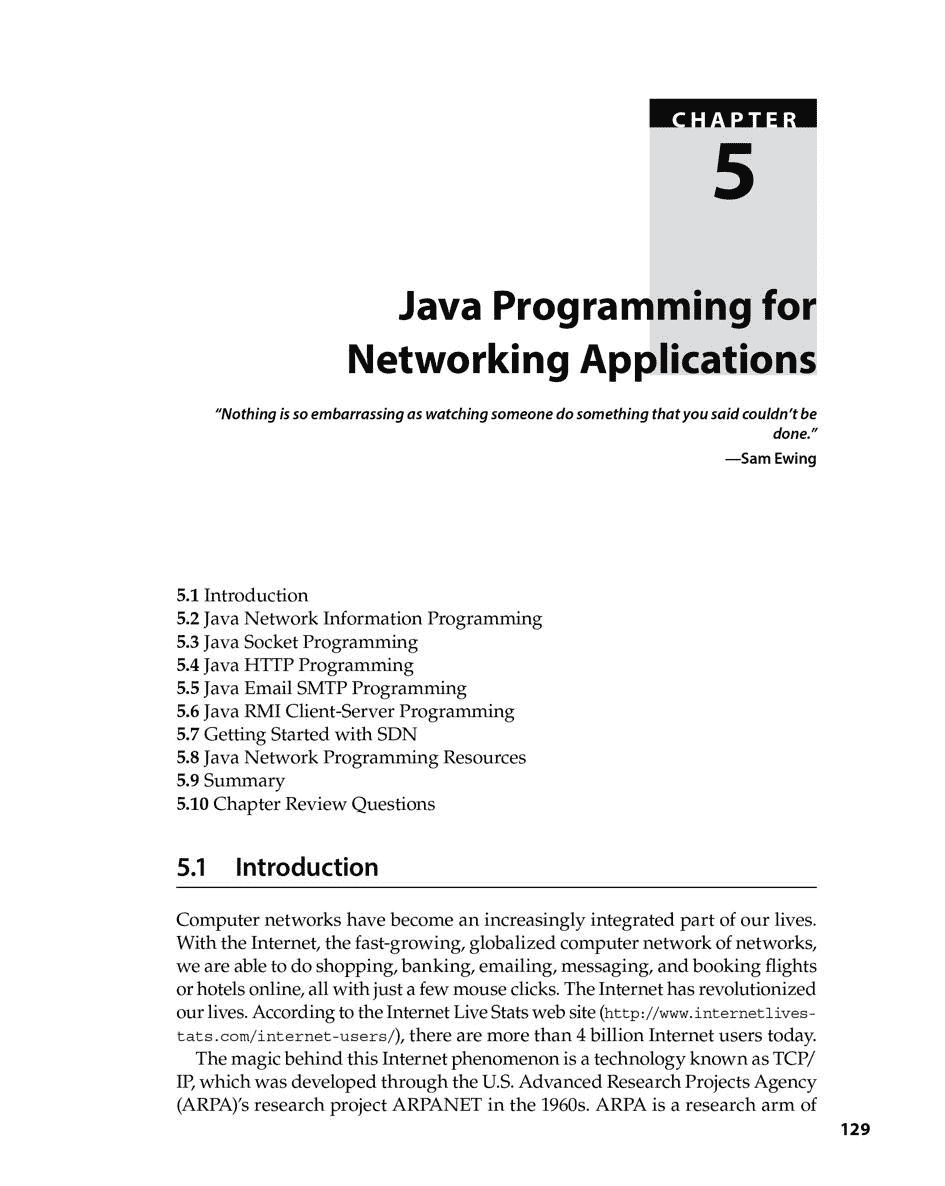 CHAPTER
5
Java Programming for
Networking Applications
“Nothing is so embarrassing as watching someone do something that you said couldn’t be
done.”
—Sam Ewing
5.1 Introduction
5.2 Java Network Information Programming
5.3 Java Socket Programming
5.4 Java HTTP Programming
5.5 Java Email SMTP Programming
5.6 Java RMI Client-Server Programming
5.7 Getting Started with SDN
5.8 Java Network Programming Resources
5.9 Summary
5.10 Chapter Review Questions
5.1 Introduction
Computer networks have become an increasingly integrated part of our lives.
With the Internet, the fast-growing, globalized computer network of networks,
we are able to do shopping, banking, emailing, messaging, and booking flights
or hotels online, all with just a few mouse clicks. The Internet has revolutionized
our lives. According to the Internet Live Stats web site (http://www.internetlives-
tats.com/internet-users/), there are more than 4 billion Internet users today.
The magic behind this Internet phenomenon is a technology known as TCP/
IP, which was developed through the U.S. Advanced Research Projects Agency
(ARPA)’s research project ARPANET in the 1960s. ARPA is a research arm of
129